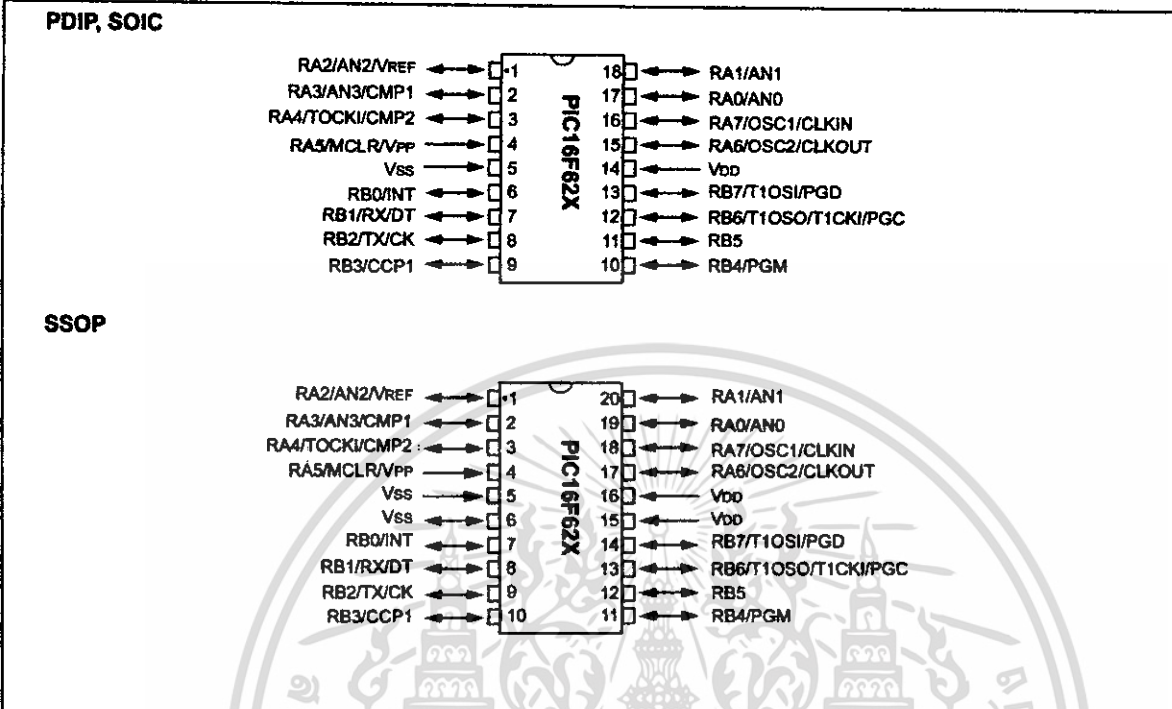 PDIP, SOIC
RA2/AN2/VREF 1 18 RA1/AN1
RA3/AN3/CMP1 2 17 RA0/AN0
RA4/TOCKI/CMP2 3 16 RA7/OSC1/CLKIN
RA5/MCLR/VPP 4 15 RA6/OSC2/CLKOUT
VSS 5 14 VDD
RB0/INT 6 13 RB7/T1OSI/PGD
RB1/RX/DT 7 12 RB6/T1OSO/T1CKI/PGC
RB2/TX/CK 8 11 RB5
RB3/CCP1 9 10 RB4/PGM
PIC16F62X
SSOP
RA2/AN2/VREF 1 20 RA1/AN1
RA3/AN3/CMP1 2 19 RA0/AN0
RA4/TOCKI/CMP2 3 18 RA7/OSC1/CLKIN
RA5/MCLR/VPP 4 17 RA6/OSC2/CLKOUT
VSS 5 16 VDD
VSS 6 15 VDD
RB0/INT 7 14 RB7/T1OSI/PGD
RB1/RX/DT 8 13 RB6/T1OSO/T1CKI/PGC
RB2/TX/CK 9 12 RB5
RB3/CCP1 10 11 RB4/PGM
PIC16F62X